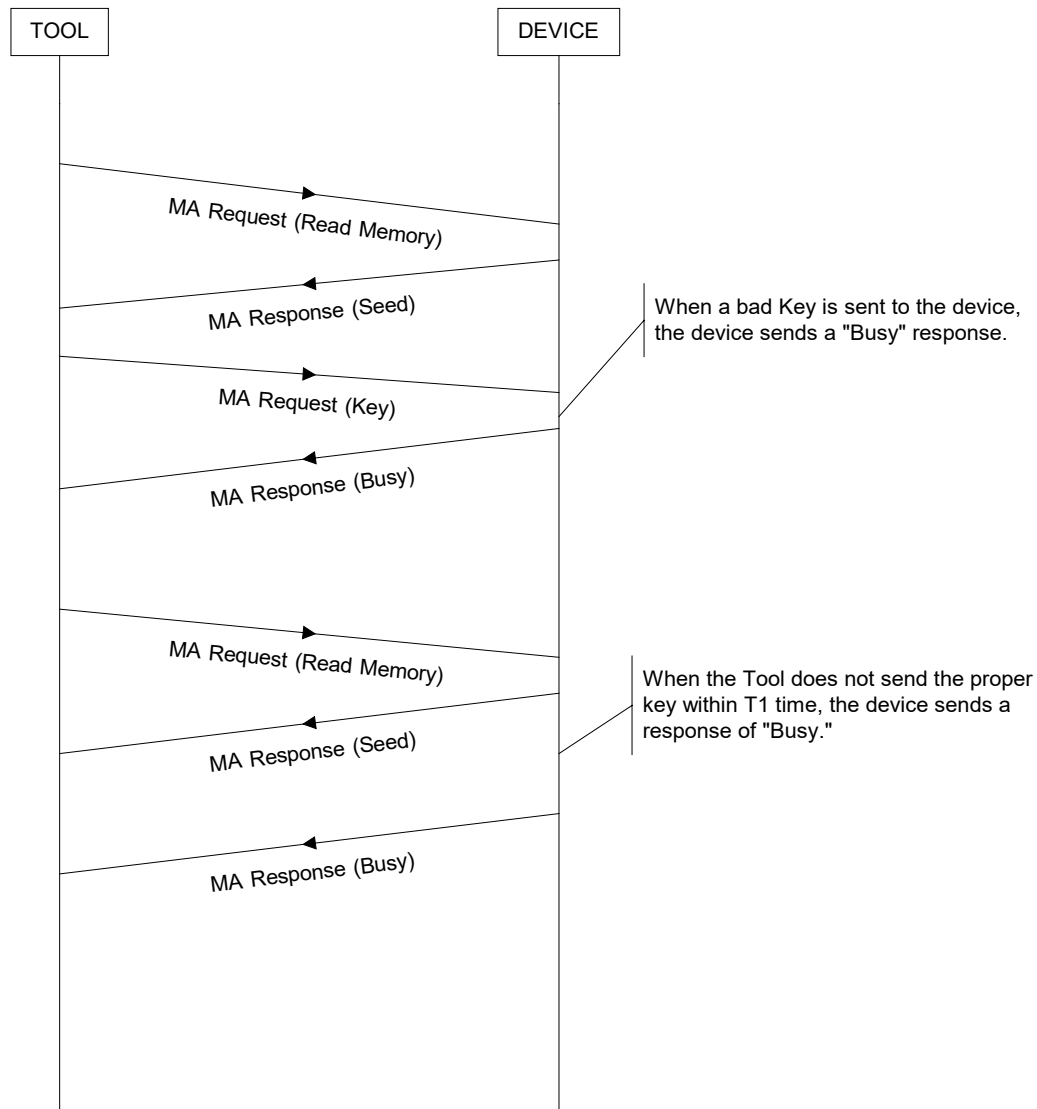 TOOL
DEVICE
MA Request (Read Memory)
MA Response (Seed)
When a bad Key is sent to the device,
the device sends a "Busy" response.
MA Request (Key)
MA Response (Busy)
MA Request (Read Memory)
When the Tool does not send the proper
key within T1 time, the device sends a
response of "Busy."
MA Response (Seed)
MA Response (Busy)